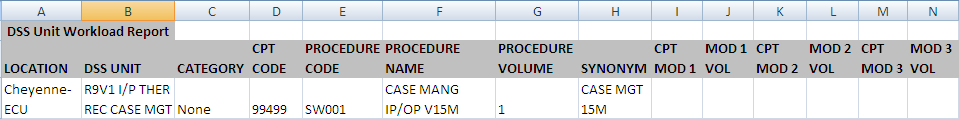 A B C D E F G H I J K L M N
DSS Unit Workload Report
CPT PROCEDURE PROCEDURE PROCEDURE CPT MOD 1 CPT MOD 2 CPT MOD 3
LOCATION DSS UNIT CATEGORY CODE CODE NAME VOLUME SYNONYM MOD 1 VOL MOD 2 VOL MOD 3 VOL
Cheyenne- R9V1 I/P THER CASE MANG CASE MGT
ECU REC CASE MGT None 99499 SW001 IP/OP V15M 1 15M